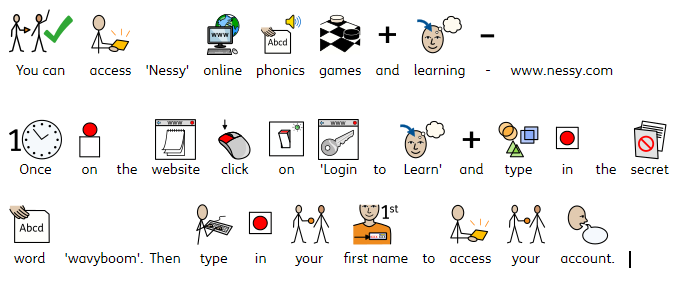 You can access 'Nessy' online phonics games and learning - www.nessy.com
Once on the website click on 'Login to Learn' and type in the secret
word 'wavyboom'. Then type in your first name to access your account.